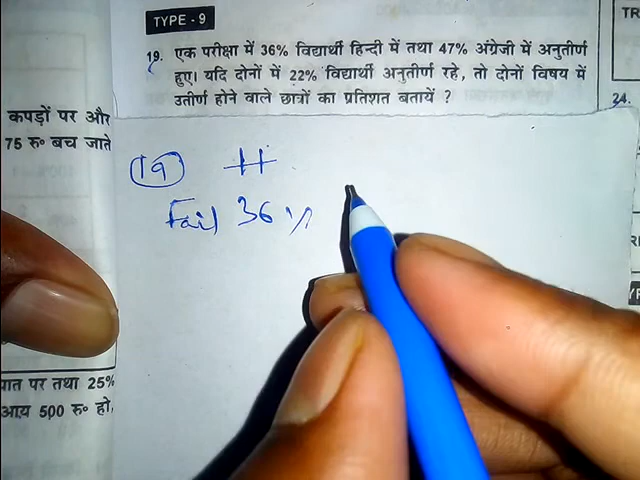 TYPE - 9
19. एक परीक्षा में 36% विद्यार्थी हिन्दी में तथा 47% अंग्रेजी में अनुतीर्ण
हुए। यदि दोनों में 22% विद्यार्थी अनुतीर्ण रहे, तो दोनों विषय में
उतीर्ण होने वाले छात्रों का प्रतिशत बतायें ?
कपड़ों पर और
75 रु० बच जाते
19 H
Fail 36 %
पात पर तथा 25%
आय 500 रु० हो,
TR
24.